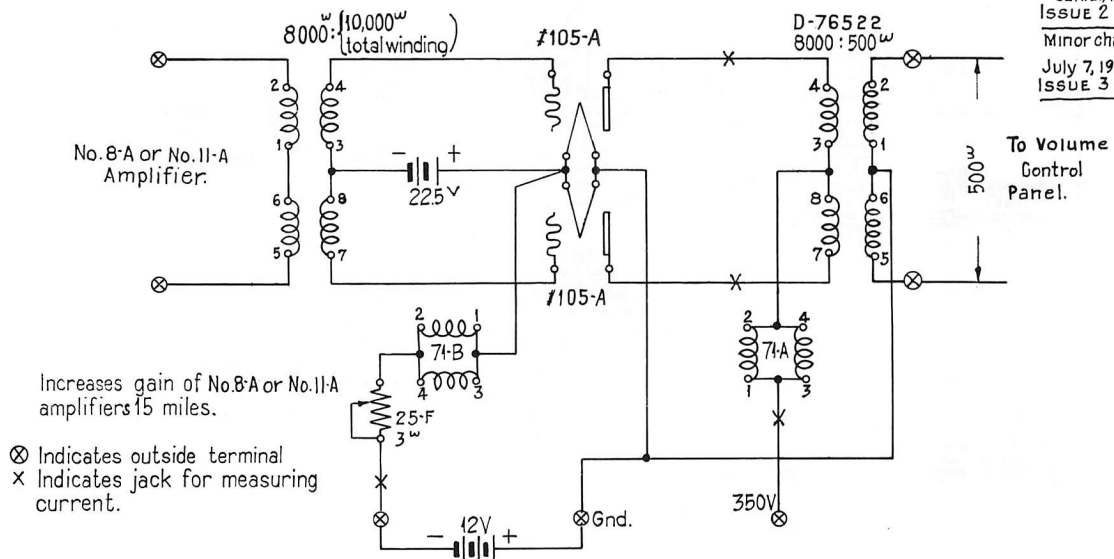 8000:{10,000ω
(total winding)
#105-A
D-76522
8000:500ω
ISSUE 2
Minor cha
July 7, 19
ISSUE 3
2
4
4
2
1
3
3
1
No. 8-A or No. 11-A
Amplifier.
- +
22.5V
500ω
To Volume
Control
Panel.
6
8
8
6
5
7
7
5
#105-A
2 1
71-B
4 3
2 4
71-A
1 3
Increases gain of No. 8-A or No. 11-A
amplifiers 15 miles.
25-F
3ω
⊗ Indicates outside terminal
X Indicates jack for measuring
current.
- 12V +
Gnd.
350V